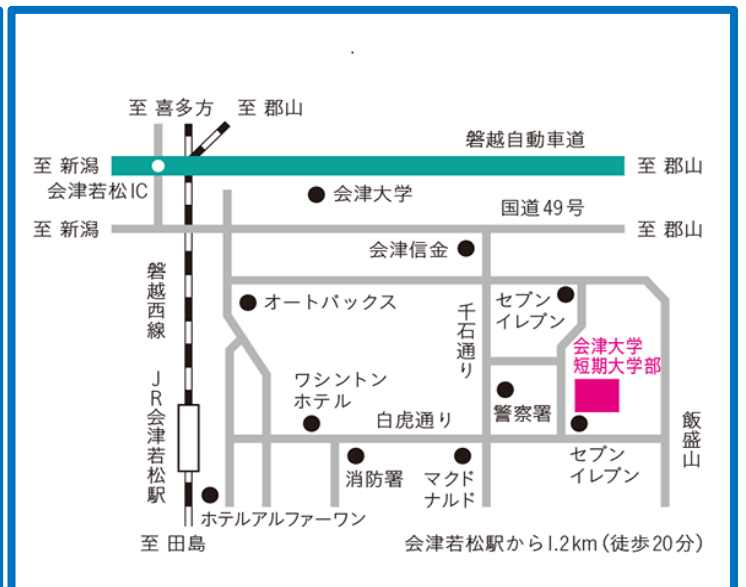 至 喜多方
至 郡山
磐越自動車道
至 新潟
至 郡山
会津若松IC
会津大学
国道49号
至 新潟
至 郡山
会津信金
磐越西線
オートバックス
千石通り
セブン
イレブン
会津大学
短期大学部
ワシントン
ホテル
JR会津若松駅
白虎通り
警察署
飯盛山
消防署
マクド
ナルド
セブン
イレブン
ホテルアルファーワン
至 田島
会津若松駅から1.2km(徒歩20分)